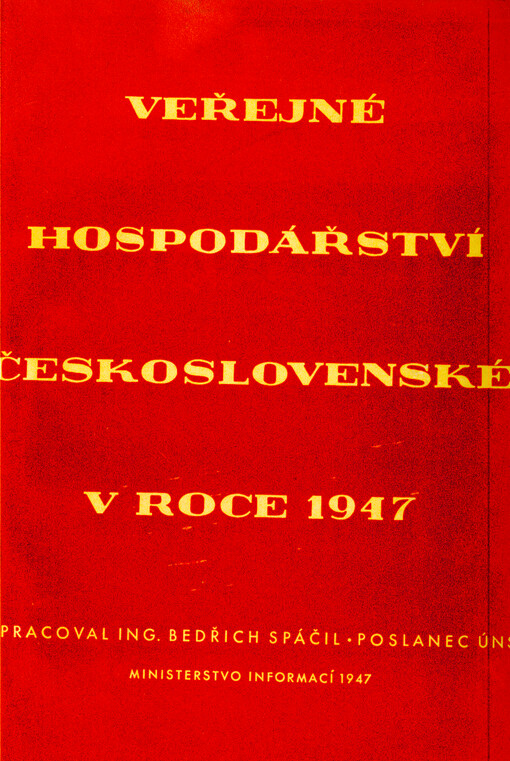 VEŘEJNÉ
HOSPODÁŘSTVÍ
ČESKOSLOVENSKÉ
V ROCE 1947
PRACOVAL ING. BEDŘICH SPÁČIL • POSLANEC ÚNS
MINISTERSTVO INFORMACÍ 1947